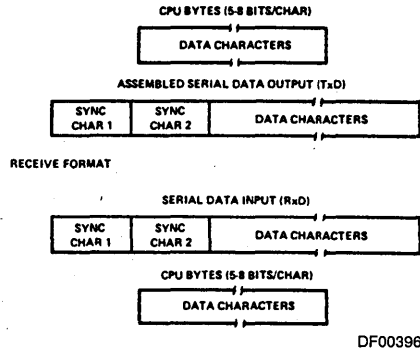 CPU BYTES (5-8 BITS/CHAR)
DATA CHARACTERS
ASSEMBLED SERIAL DATA OUTPUT (TxD)
SYNC CHAR 1
SYNC CHAR 2
DATA CHARACTERS
RECEIVE FORMAT
SERIAL DATA INPUT (RxD)
SYNC CHAR 1
SYNC CHAR 2
DATA CHARACTERS
CPU BYTES (5-8 BITS/CHAR)
DATA CHARACTERS